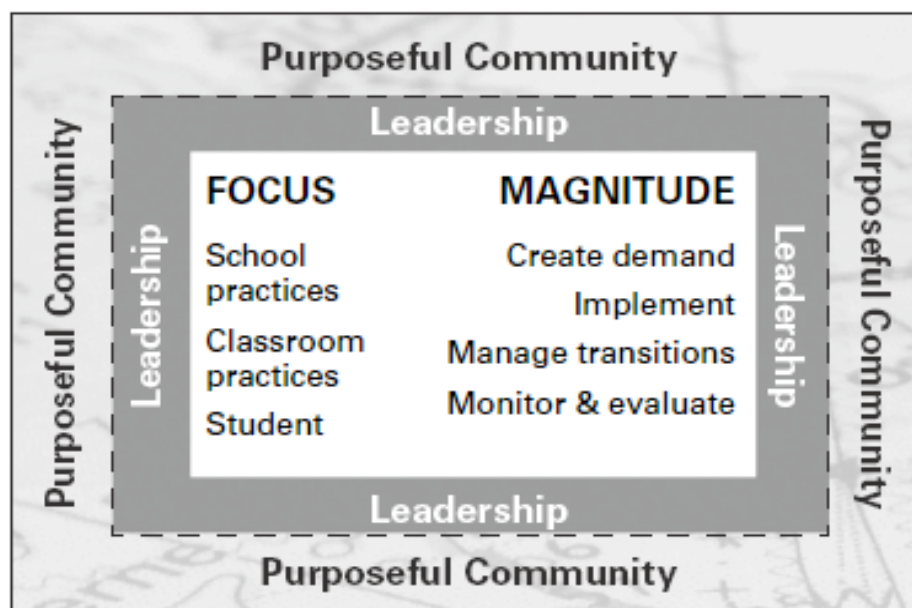 Purposeful Community
Leadership
Purposeful Community
Leadership
FOCUS
School
practices
Classroom
practices
Student
MAGNITUDE
Create demand
Implement
Manage transitions
Monitor & evaluate
Leadership
Purposeful Community
Leadership
Purposeful Community